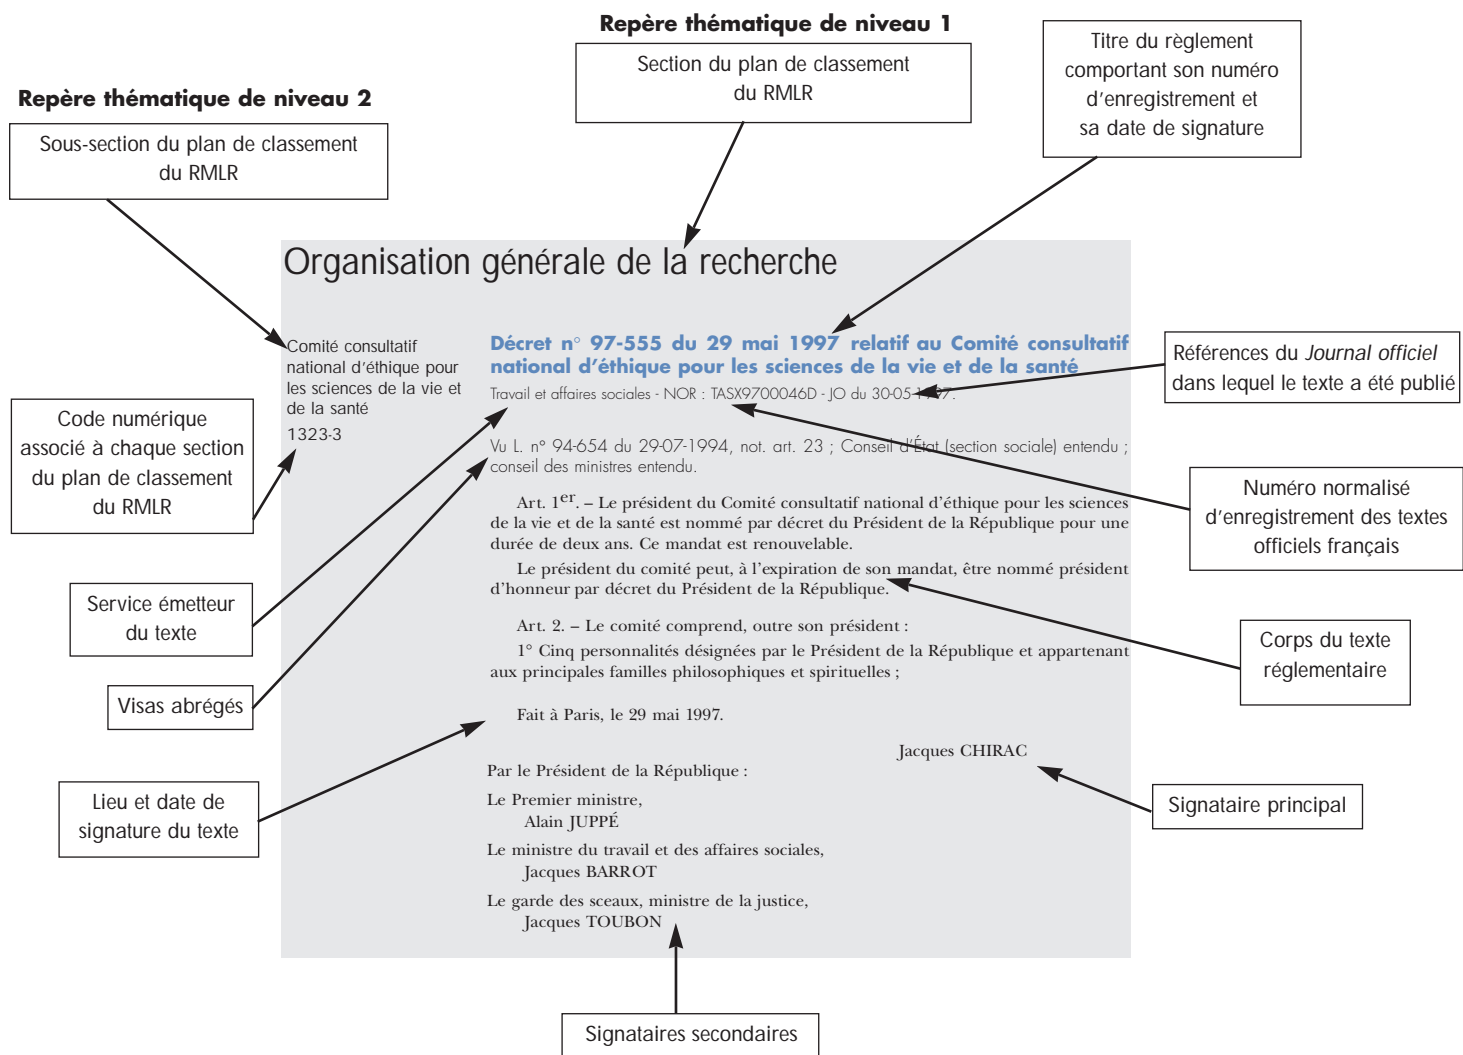 Repère thématique de niveau 1
Section du plan de classement
du RMLR
Titre du règlement
comportant son numéro
d'enregistrement et
sa date de signature
Repère thématique de niveau 2
Sous-section du plan de classement
du RMLR
Organisation générale de la recherche
Comité consultatif
national d'éthique pour
les sciences de la vie et
de la santé
1323-3
Décret n° 97-555 du 29 mai 1997 relatif au Comité consultatif
national d'éthique pour les sciences de la vie et de la santé
Travail et affaires sociales - NOR : TASX9700046D - JO du 30-05-1997.
Références du Journal officiel
dans lequel le texte a été publié
Code numérique
associé à chaque section
du plan de classement
du RMLR
Vu L. n° 94-654 du 29-07-1994, not. art. 23 ; Conseil d'État (section sociale) entendu ;
conseil des ministres entendu.
Numéro normalisé
d'enregistrement des textes
officiels français
Art. 1er. – Le président du Comité consultatif national d'éthique pour les sciences
de la vie et de la santé est nommé par décret du Président de la République pour une
durée de deux ans. Ce mandat est renouvelable.
Le président du comité peut, à l'expiration de son mandat, être nommé président
d'honneur par décret du Président de la République.
Service émetteur
du texte
Art. 2. – Le comité comprend, outre son président :
1° Cinq personnalités désignées par le Président de la République et appartenant
aux principales familles philosophiques et spirituelles ;
Corps du texte
réglementaire
Visas abrégés
Fait à Paris, le 29 mai 1997.
Jacques CHIRAC
Par le Président de la République :
Lieu et date de
signature du texte
Le Premier ministre,
Alain JUPPÉ
Signataire principal
Le ministre du travail et des affaires sociales,
Jacques BARROT
Le garde des sceaux, ministre de la justice,
Jacques TOUBON
Signataires secondaires